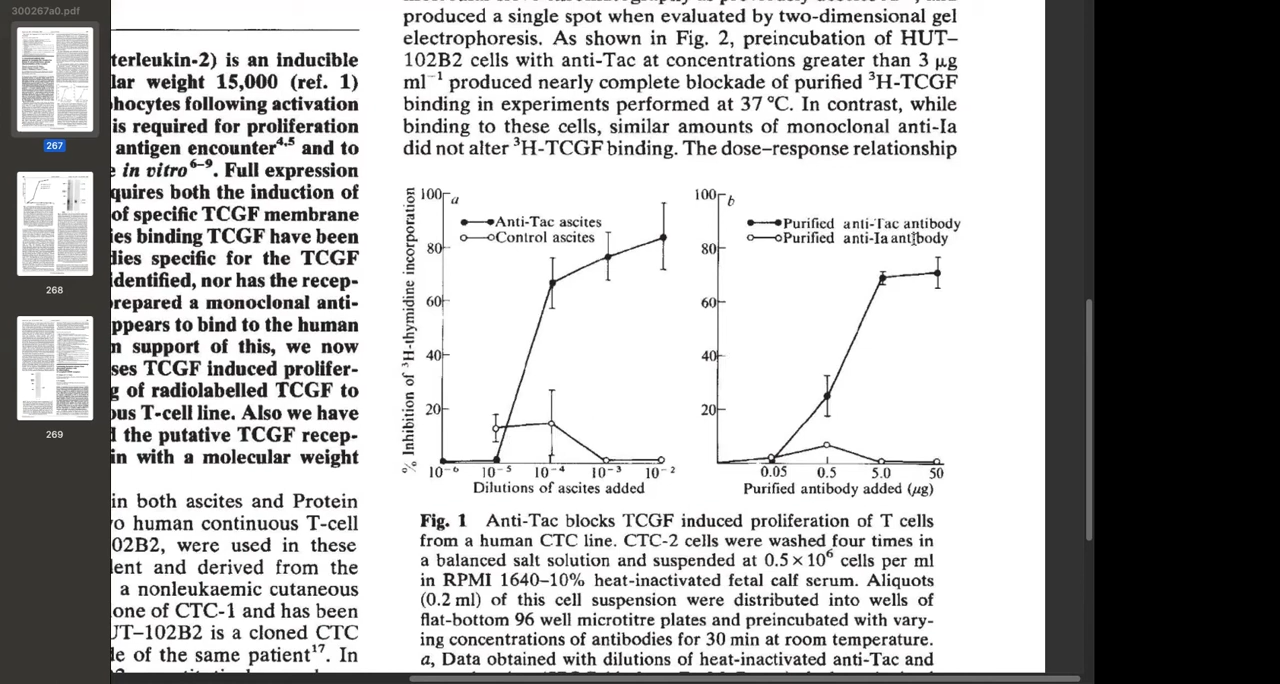 300267a0.pdf
267
268
269
terleukin-2) is an inducible
lar weight 15,000 (ref. 1)
hocytes following activation
is required for proliferation
antigen encounter4,5 and to
e in vitro6–9. Full expression
quires both the induction of
of specific TCGF membrane
ies binding TCGF have been
dies specific for the TCGF
identified, nor has the recep-
repared a monoclonal anti-
ppears to bind to the human
n support of this, we now
ses TCGF induced prolifer-
g of radiolabelled TCGF to
ous T-cell line. Also we have
d the putative TCGF recep-
in with a molecular weight
in both ascites and Protein
o human continuous T-cell
02B2, were used in these
lent and derived from the
a nonleukaemic cutaneous
one of CTC-1 and has been
UT–102B2 is a cloned CTC
le of the same patient17. In
produced a single spot when evaluated by two-dimensional gel
electrophoresis. As shown in Fig. 2, preincubation of HUT–
102B2 cells with anti-Tac at concentrations greater than 3 μg
ml−1 produced nearly complete blockade of purified 3H-TCGF
binding in experiments performed at 37 °C. In contrast, while
binding to these cells, similar amounts of monoclonal anti-Ia
did not alter 3H-TCGF binding. The dose–response relationship
% Inhibition of 3H-thymidine incorporation
100
80
60
40
20
a
Anti-Tac ascites
Control ascites
10−6 10−5 10−4 10−3 10−2
Dilutions of ascites added
100
80
60
40
20
b
Purified anti-Tac antibody
Purified anti-Ia antibody
0.05 0.5 5.0 50
Purified antibody added (μg)
Fig. 1 Anti-Tac blocks TCGF induced proliferation of T cells
from a human CTC line. CTC-2 cells were washed four times in
a balanced salt solution and suspended at 0.5 × 106 cells per ml
in RPMI 1640–10% heat-inactivated fetal calf serum. Aliquots
(0.2 ml) of this cell suspension were distributed into wells of
flat-bottom 96 well microtitre plates and preincubated with vary-
ing concentrations of antibodies for 30 min at room temperature.
a, Data obtained with dilutions of heat-inactivated anti-Tac and